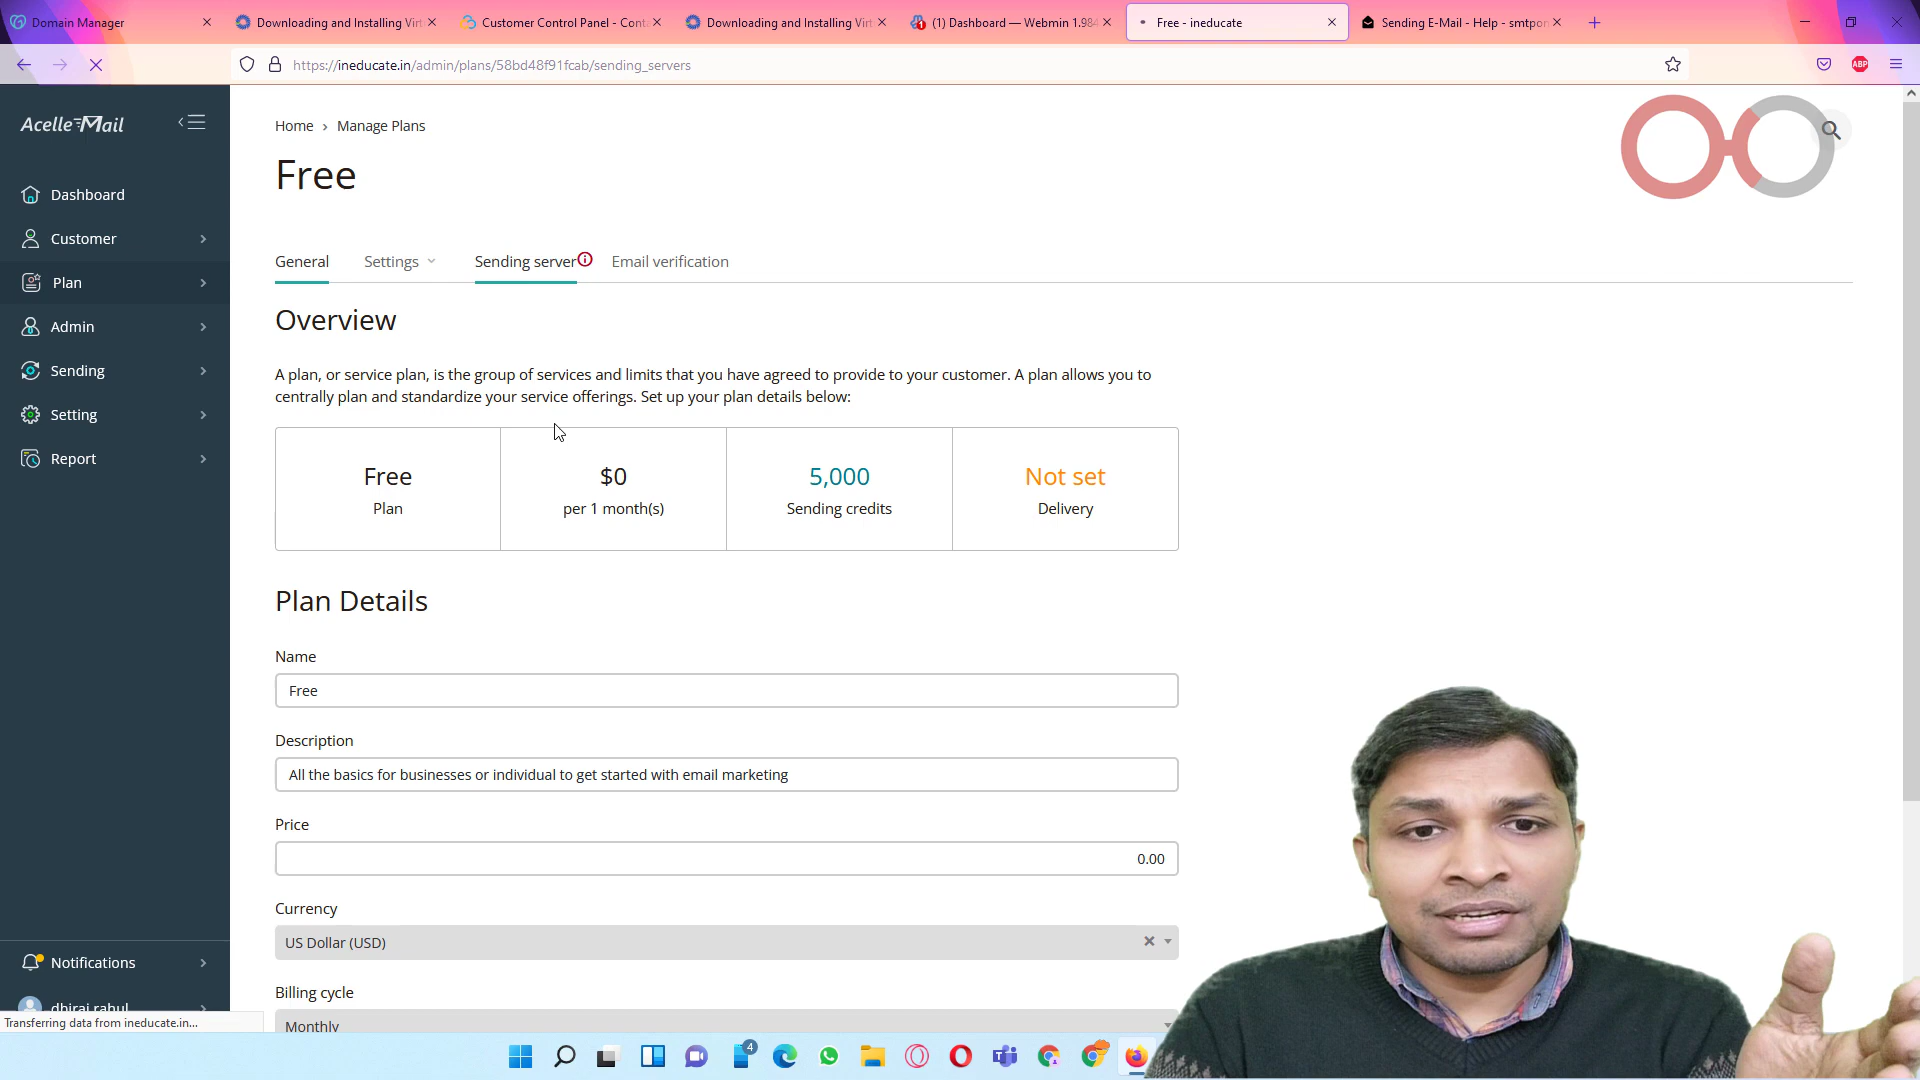 Domain Manager
Downloading and Installing Virt
Customer Control Panel - Cont
Downloading and Installing Virt
(1) Dashboard — Webmin 1.984
Free - ineducate
Sending E-Mail - Help - smtpor
https://ineducate.in/admin/plans/58bd48f91fcab/sending_servers
ABP
Acelle Mail
Home › Manage Plans
Free
Dashboard
Customer
Plan
Admin
Sending
Setting
Report
General
Settings
Sending server
Email verification
Overview
A plan, or service plan, is the group of services and limits that you have agreed to provide to your customer. A plan allows you to
centrally plan and standardize your service offerings. Set up your plan details below:
Free
Plan
$0
per 1 month(s)
5,000
Sending credits
Not set
Delivery
Plan Details
Name
Free
Description
All the basics for businesses or individual to get started with email marketing
Price
0.00
Currency
US Dollar (USD)
Billing cycle
Monthly
Notifications
dhiraj rahul
Transferring data from ineducate.in...
4